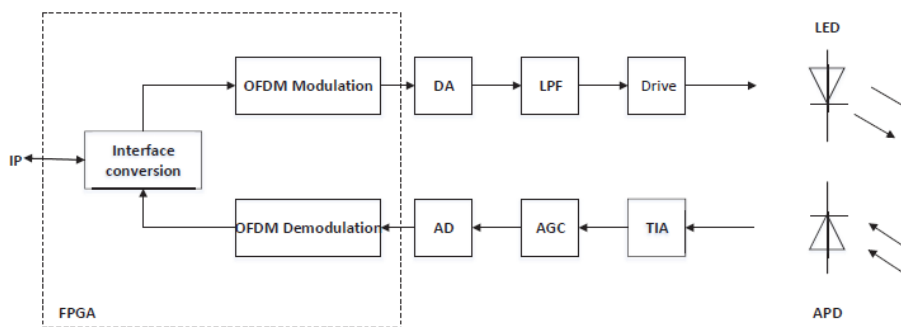 LED
OFDM Modulation
DA
LPF
Drive
IP
Interface
conversion
OFDM Demodulation
AD
AGC
TIA
FPGA
APD